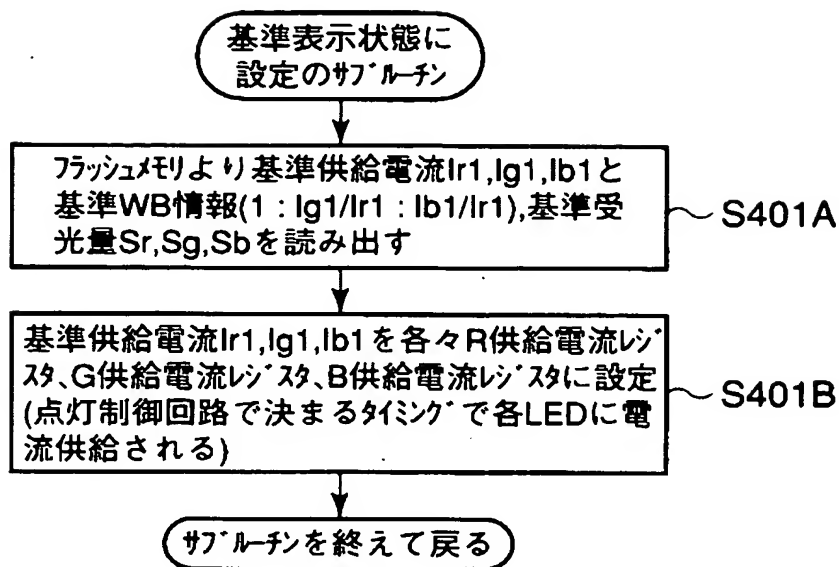 基準表示状態に
設定のｻﾌﾞﾙｰﾁﾝ
ﾌﾗｯｼｭﾒﾓﾘより基準供給電流Ir1,Ig1,Ib1と
基準WB情報(1 : Ig1/Ir1 : Ib1/Ir1),基準受
光量Sr,Sg,Sbを読み出す
S401A
基準供給電流Ir1,Ig1,Ib1を各々R供給電流ﾚｼﾞ
ｽﾀ、G供給電流ﾚｼﾞｽﾀ、B供給電流ﾚｼﾞｽﾀに設定
(点灯制御回路で決まるﾀｲﾐﾝｸﾞで各LEDに電
流供給される)
S401B
ｻﾌﾞﾙｰﾁﾝを終えて戻る